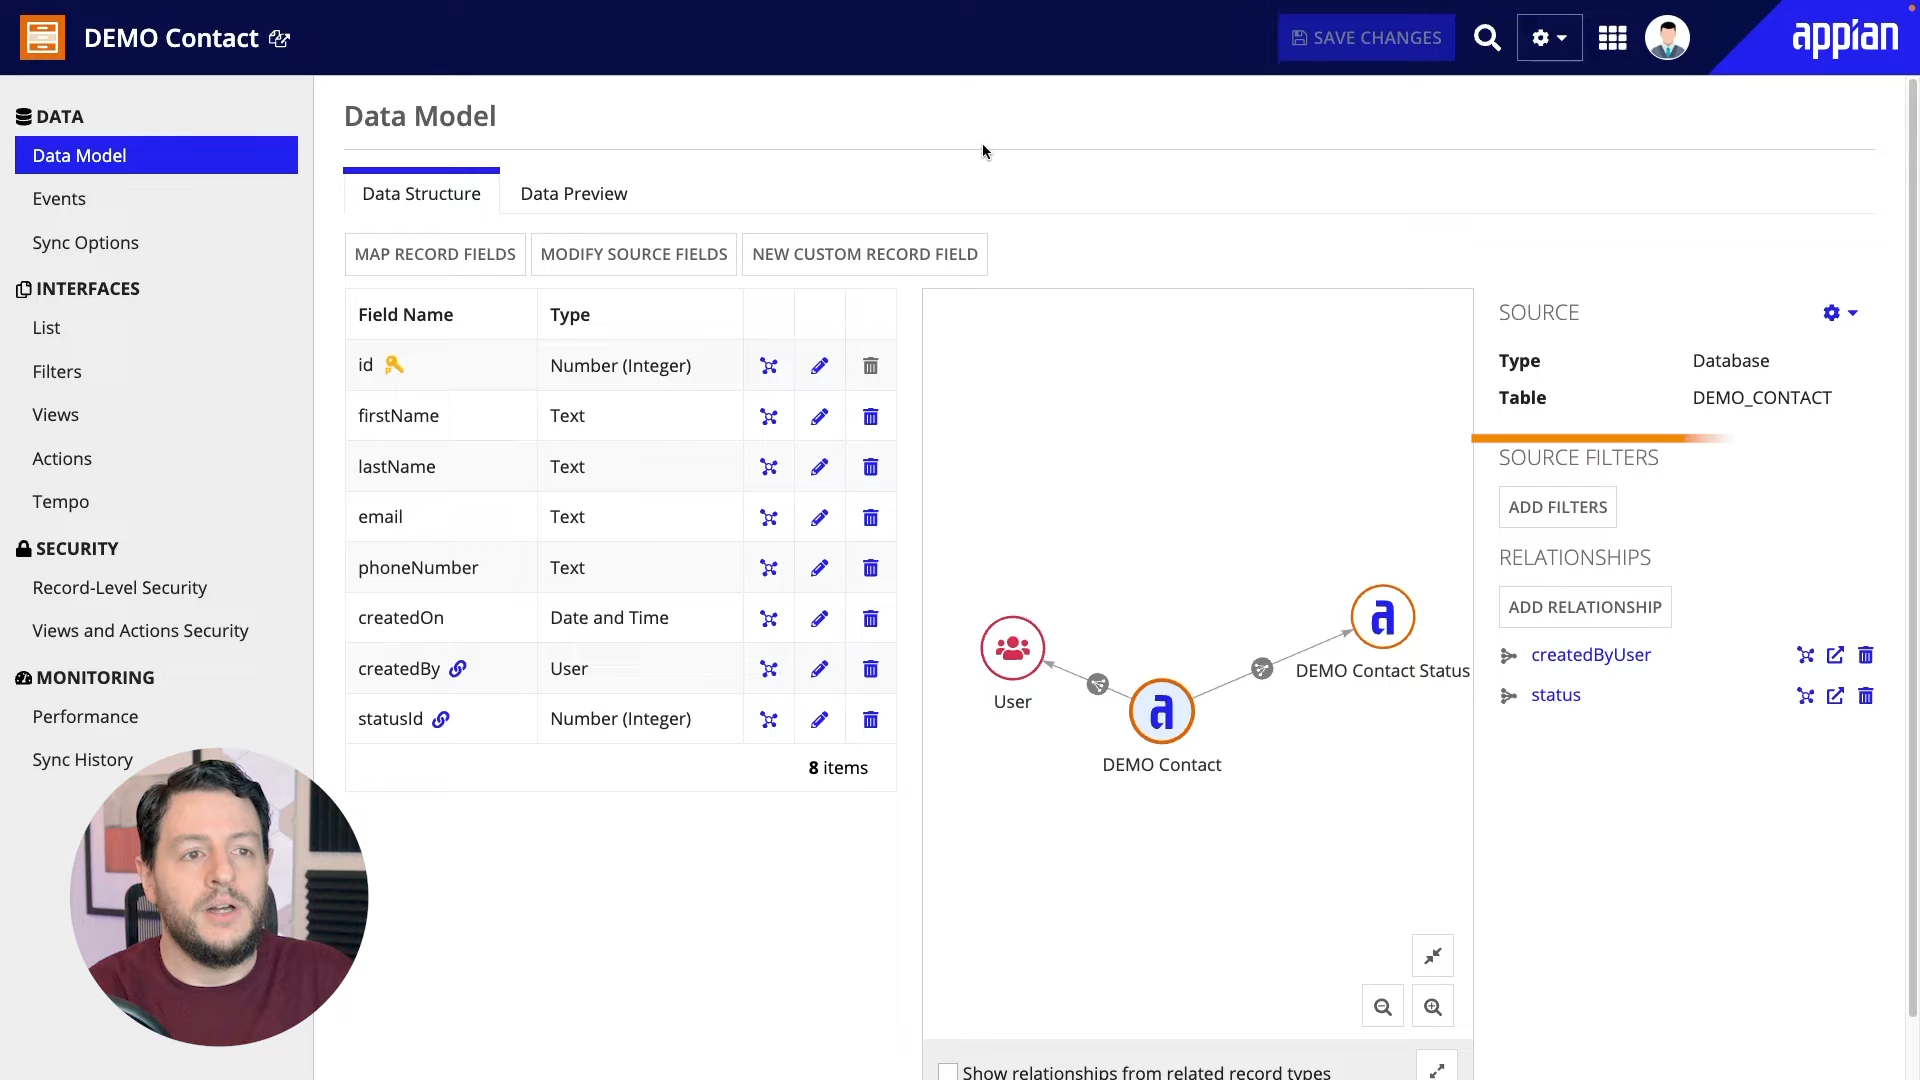 DEMO Contact
SAVE CHANGES
appian
DATA
Data Model
Events
Sync Options
INTERFACES
List
Filters
Views
Actions
Tempo
SECURITY
Record-Level Security
Views and Actions Security
MONITORING
Performance
Sync History
Data Model
Data Structure
Data Preview
MAP RECORD FIELDS
MODIFY SOURCE FIELDS
NEW CUSTOM RECORD FIELD
Field Name Type
id Number (Integer)
firstName Text
lastName Text
email Text
phoneNumber Text
createdOn Date and Time
createdBy User
statusId Number (Integer)
8 items
User
a
DEMO Contact
a
DEMO Contact Status
Show relationships from related record types
SOURCE
Type Database
Table DEMO_CONTACT
SOURCE FILTERS
ADD FILTERS
RELATIONSHIPS
ADD RELATIONSHIP
createdByUser
status